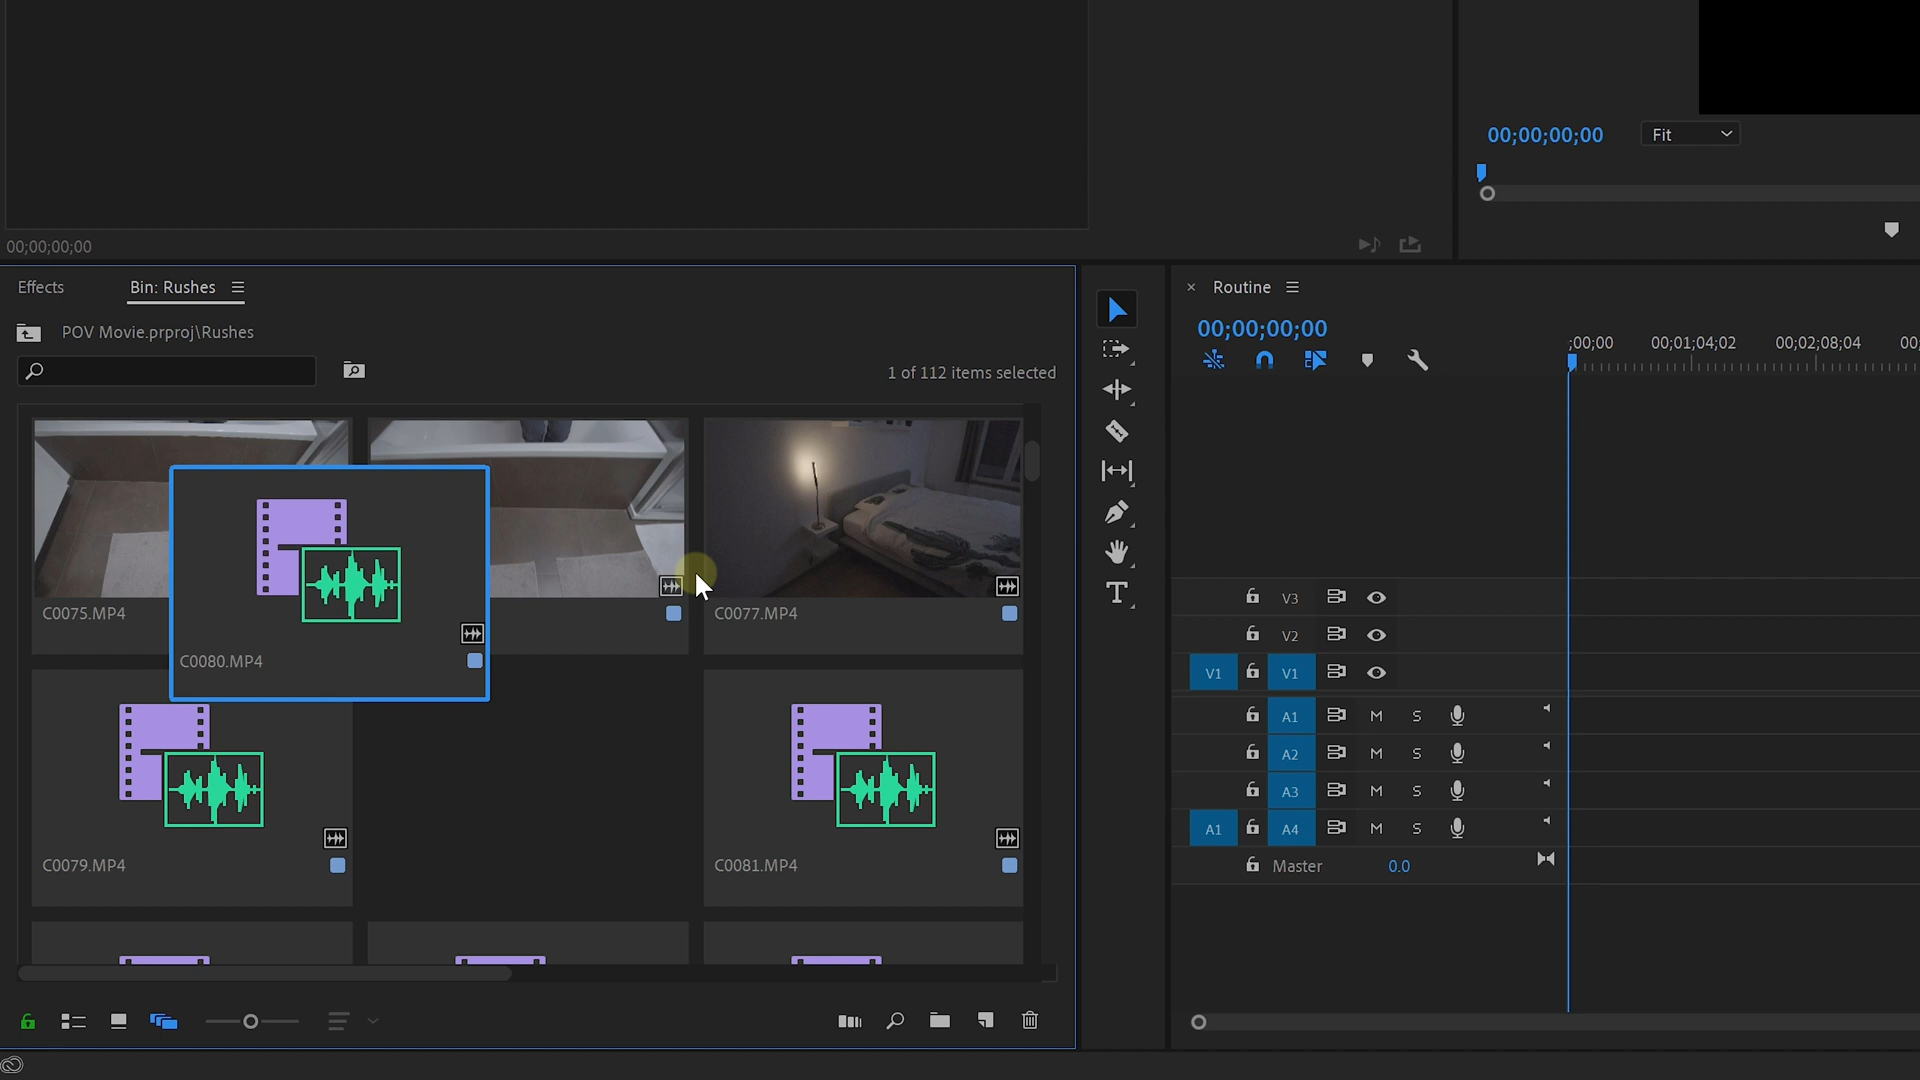 00;00;00;00
Fit
00;00;00;00
Effects
Bin: Rushes
Routine
00;00;00;00
POV Movie.prproj\Rushes
;00;00
00;01;04;02
00;02;08;04
00;
1 of 112 items selected
C0075.MP4
C0077.MP4
C0080.MP4
C0079.MP4
C0081.MP4
T
V3
V2
V1 V1
A1 M S
A2 M S
A3 M S
A1 A4 M S
Master 0.0